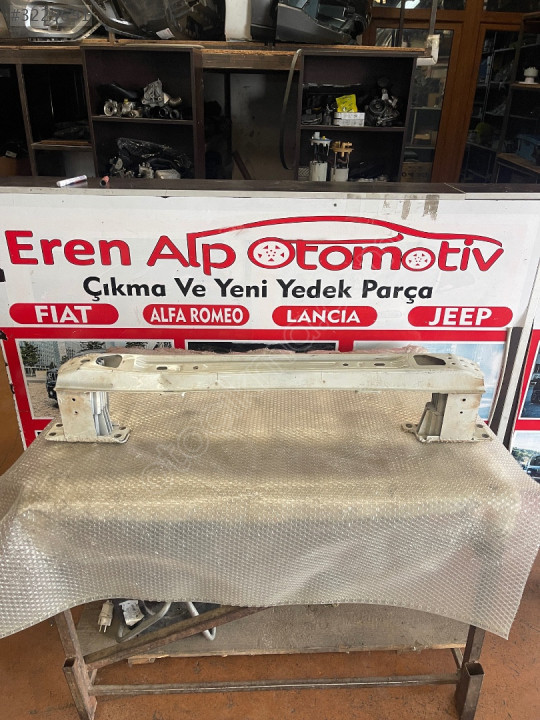 Eren Alp Otomotiv
Çıkma Ve Yeni Yedek Parça
FIAT ALFA ROMEO LANCIA JEEP